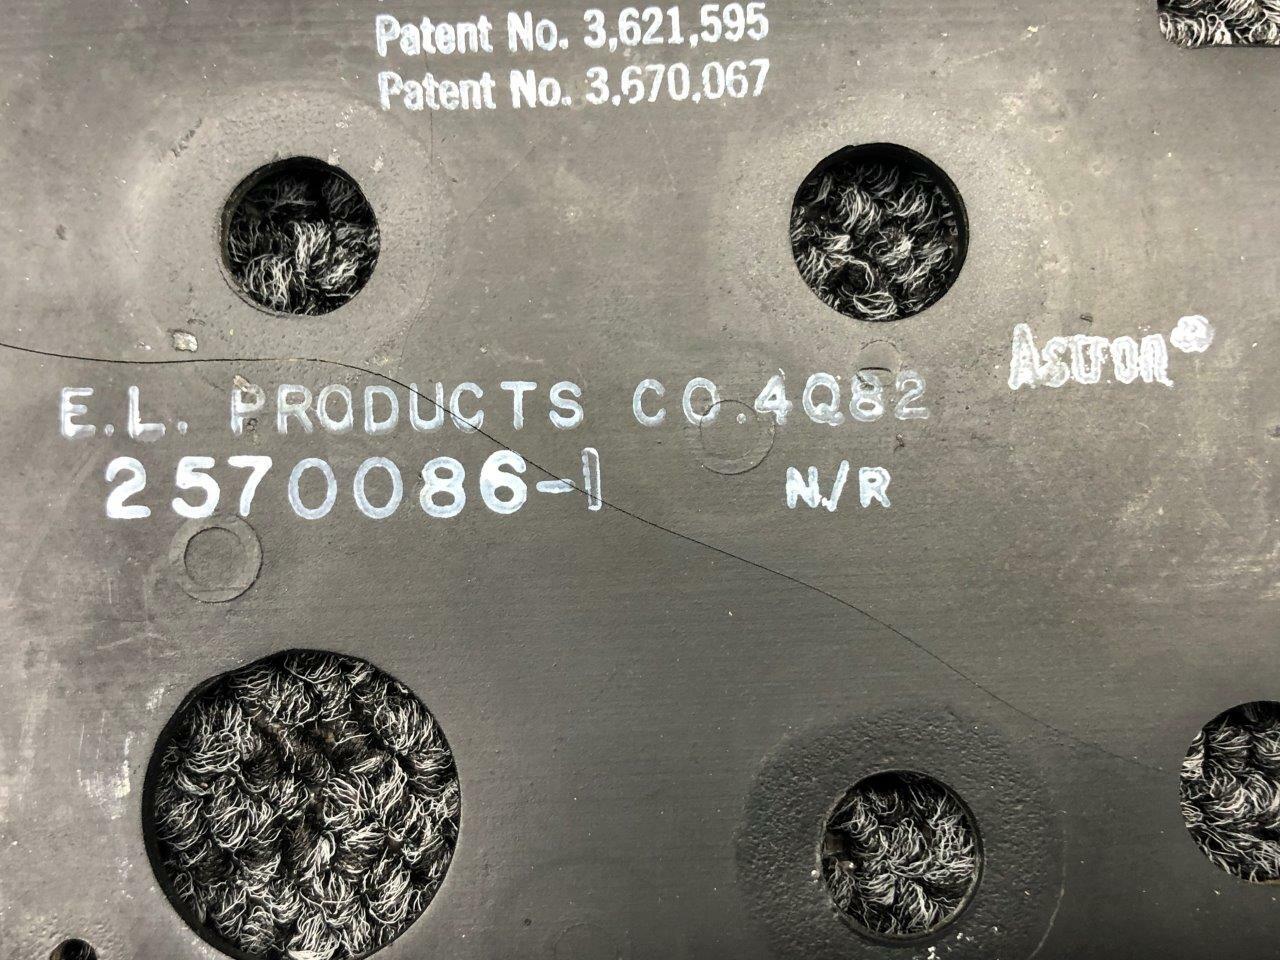 Patent No. 3,621,595
Patent No. 3,670,067
Astron®
E.L. PRODUCTS CO. 4Q82
2570086-1 N/R